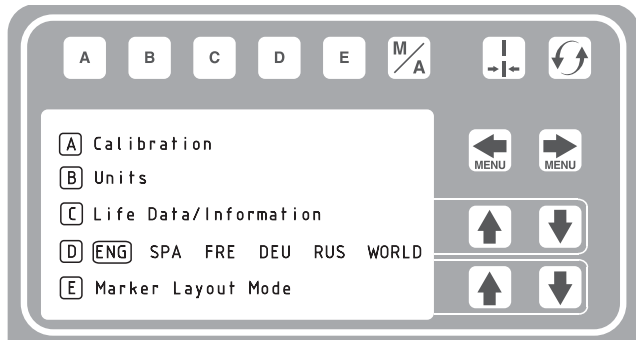 A B C D E M/A
MENU MENU
A Calibration
B Units
C Life Data/Information
D ENG SPA FRE DEU RUS WORLD
E Marker Layout Mode